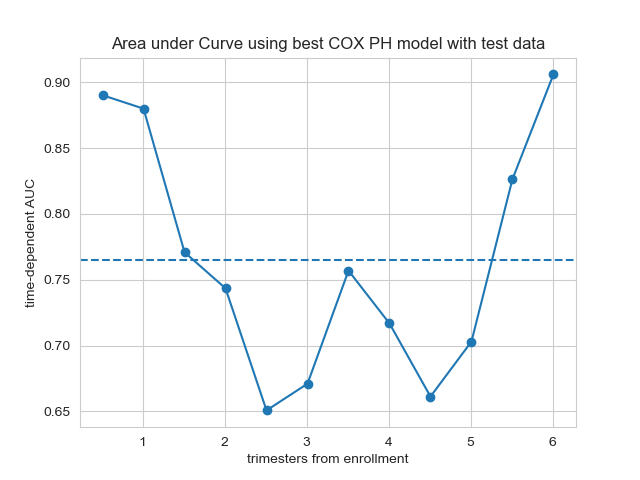 Area under Curve using best COX PH model with test data
time-dependent AUC
0.90
0.85
0.80
0.75
0.70
0.65
1 2 3 4 5 6
trimesters from enrollment